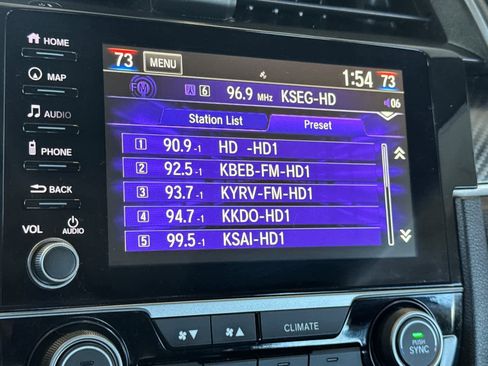 HOME
MAP
AUDIO
PHONE
BACK
VOL AUDIO
73 MENU 1:54 73
FM 6 96.9 MHz KSEG-HD 06
Station List Preset
1 90.9-1 HD -HD1
2 92.5-1 KBEB-FM-HD1
3 93.7-1 KYRV-FM-HD1
4 94.7-1 KKDO-HD1
5 99.5-1 KSAI-HD1
CLIMATE
PUSH
SYNC